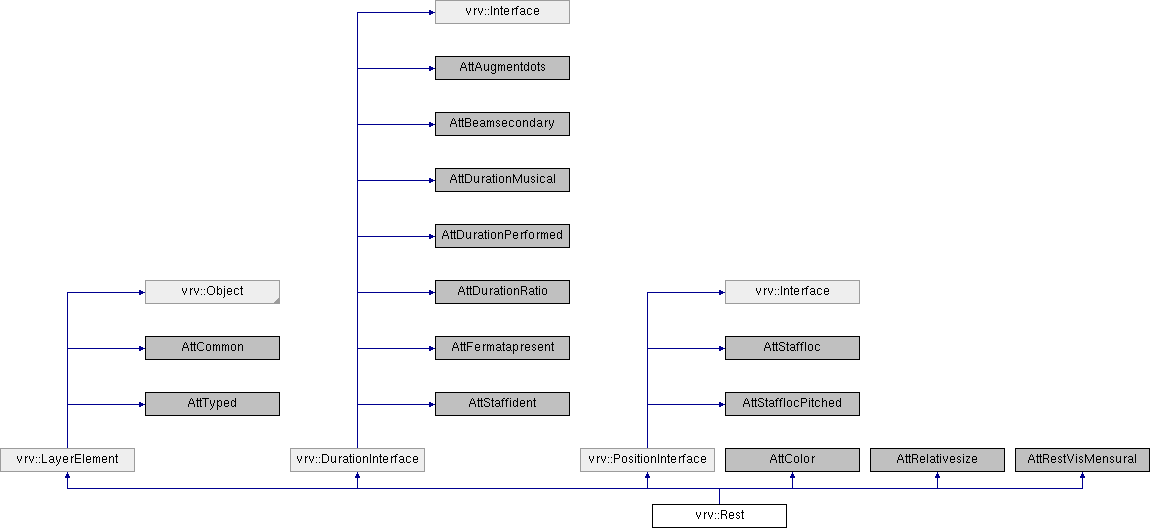 vrv::Interface
AttAugmentdots
AttBeamsecondary
AttDurationMusical
AttDurationPerformed
vrv::Object
AttDurationRatio
vrv::Interface
AttCommon
AttFermatapresent
AttStaffloc
AttTyped
AttStaffident
AttStafflocPitched
vrv::LayerElement
vrv::DurationInterface
vrv::PositionInterface
AttColor
AttRelativesize
AttRestVisMensural
vrv::Rest